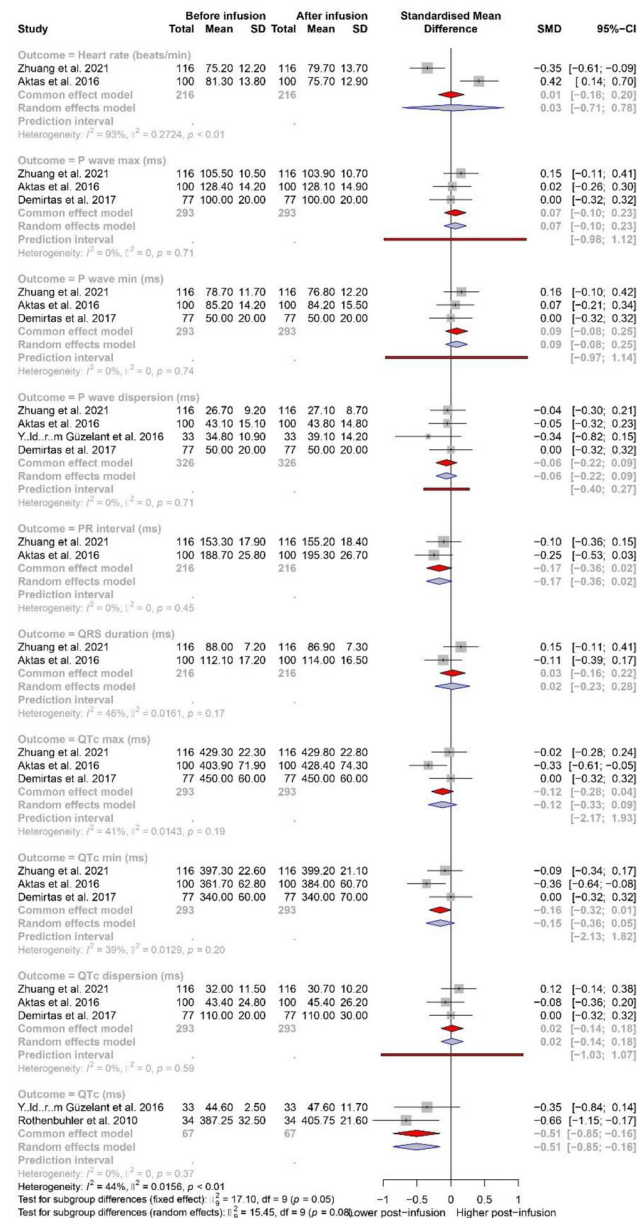 Before infusion After infusion Standardised Mean
Study Total Mean SD Total Mean SD Difference SMD 95%-CI
Outcome = Heart rate (beats/min)
Zhuang et al. 2021 116 75.20 12.20 116 79.70 13.70 −0.35 [−0.61; −0.09]
Aktas et al. 2016 100 81.30 13.80 100 75.70 12.90 0.42 [ 0.14; 0.70]
Common effect model 216 216 0.01 [−0.18; 0.20]
Random effects model 0.03 [−0.71; 0.78]
Prediction interval .
Heterogeneity: I² = 93%, 𝥀² = 0.2724, p < 0.01
Outcome = P wave max (ms)
Zhuang et al. 2021 116 105.50 10.50 116 103.90 10.70 0.15 [−0.11; 0.41]
Aktas et al. 2016 100 128.40 14.20 100 128.10 14.90 0.02 [−0.26; 0.30]
Demirtas et al. 2017 77 100.00 20.00 77 100.00 20.00 0.00 [−0.32; 0.32]
Common effect model 293 293 0.07 [−0.10; 0.23]
Random effects model 0.07 [−0.10; 0.23]
Prediction interval . [−0.98; 1.12]
Heterogeneity: I² = 0%, ² = 0, p = 0.71
Outcome = P wave min (ms)
Zhuang et al. 2021 116 78.70 11.70 116 76.80 12.20 0.16 [−0.10; 0.42]
Aktas et al. 2016 100 85.20 14.20 100 84.20 15.50 0.07 [−0.21; 0.34]
Demirtas et al. 2017 77 50.00 20.00 77 50.00 20.00 0.00 [−0.32; 0.32]
Common effect model 293 293 0.09 [−0.08; 0.25]
Random effects model 0.09 [−0.08; 0.25]
Prediction interval . [−0.97; 1.14]
Heterogeneity: I² = 0%, ² = 0, p = 0.74
Outcome = P wave dispersion (ms)
Zhuang et al. 2021 116 26.70 9.20 116 27.10 8.70 −0.04 [−0.30; 0.21]
Aktas et al. 2016 100 43.10 15.10 100 43.80 14.80 −0.05 [−0.32; 0.23]
Y..ld..r..m Güzelant et al. 2016 33 34.80 10.90 33 39.10 14.20 −0.34 [−0.82; 0.15]
Demirtas et al. 2017 77 50.00 20.00 77 50.00 20.00 0.00 [−0.32; 0.32]
Common effect model 326 326 −0.06 [−0.22; 0.09]
Random effects model −0.06 [−0.22; 0.09]
Prediction interval . [−0.40; 0.27]
Heterogeneity: I² = 0%, ² = 0, p = 0.71
Outcome = PR interval (ms)
Zhuang et al. 2021 116 153.30 17.90 116 155.20 18.40 −0.10 [−0.36; 0.15]
Aktas et al. 2016 100 188.70 25.80 100 195.30 26.70 −0.25 [−0.53; 0.03]
Common effect model 216 216 −0.17 [−0.36; 0.02]
Random effects model −0.17 [−0.36; 0.02]
Prediction interval .
Heterogeneity: I² = 0%, ² = 0, p = 0.45
Outcome = QRS duration (ms)
Zhuang et al. 2021 116 88.00 7.20 116 86.90 7.30 0.15 [−0.11; 0.41]
Aktas et al. 2016 100 112.10 17.20 100 114.00 16.50 −0.11 [−0.39; 0.17]
Common effect model 216 216 0.03 [−0.16; 0.22]
Random effects model 0.02 [−0.23; 0.28]
Prediction interval .
Heterogeneity: I² = 46%, ² = 0.0161, p = 0.17
Outcome = QTc max (ms)
Zhuang et al. 2021 116 429.30 22.30 116 429.80 22.80 −0.02 [−0.28; 0.24]
Aktas et al. 2016 100 403.90 71.90 100 428.40 74.30 −0.33 [−0.61; −0.05]
Demirtas et al. 2017 77 450.00 60.00 77 450.00 60.00 0.00 [−0.32; 0.32]
Common effect model 293 293 −0.12 [−0.28; 0.04]
Random effects model −0.12 [−0.33; 0.09]
Prediction interval . [−2.17; 1.93]
Heterogeneity: I² = 41%, ² = 0.0143, p = 0.19
Outcome = QTc min (ms)
Zhuang et al. 2021 116 397.30 22.60 116 399.20 21.10 −0.09 [−0.34; 0.17]
Aktas et al. 2016 100 361.70 62.80 100 384.00 60.70 −0.36 [−0.64; −0.08]
Demirtas et al. 2017 77 340.00 60.00 77 340.00 70.00 0.00 [−0.32; 0.32]
Common effect model 293 293 −0.16 [−0.32; 0.01]
Random effects model −0.15 [−0.36; 0.05]
Prediction interval . [−2.13; 1.82]
Heterogeneity: I² = 39%, ² = 0.0129, p = 0.20
Outcome = QTc dispersion (ms)
Zhuang et al. 2021 116 32.00 11.50 116 30.70 10.20 0.12 [−0.14; 0.38]
Aktas et al. 2016 100 43.40 24.80 100 45.40 26.20 −0.08 [−0.36; 0.20]
Demirtas et al. 2017 77 110.00 20.00 77 110.00 30.00 0.00 [−0.32; 0.32]
Common effect model 293 293 0.02 [−0.14; 0.18]
Random effects model 0.02 [−0.14; 0.18]
Prediction interval . [−1.03; 1.07]
Heterogeneity: I² = 0%, ² = 0, p = 0.59
Outcome = QTc (ms)
Y..ld..r..m Güzelant et al. 2016 33 44.60 2.50 33 47.60 11.70 −0.35 [−0.84; 0.14]
Rothenbuhler et al. 2010 34 387.25 32.50 34 405.75 21.60 −0.66 [−1.15; −0.17]
Common effect model 67 67 −0.51 [−0.85; −0.16]
Random effects model −0.51 [−0.85; −0.16]
Prediction interval .
Heterogeneity: I² = 0%, ² = 0, p = 0.37
Heterogeneity: I² = 44%, ² = 0.0156, p < 0.01
Test for subgroup differences (fixed effect): ²₉ = 17.10, df = 9 (p = 0.05) −1 −0.5 0 0.5 1
Test for subgroup differences (random effects): ²₉ = 15.45, df = 9 (p = 0.08) Lower post-infusion Higher post-infusion